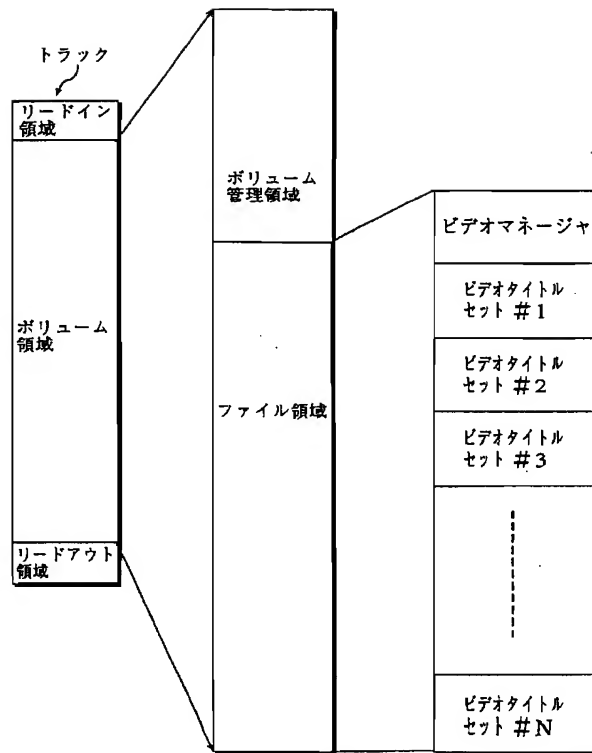 トラック
リードイン
領域
ボリューム
領域
リードアウト
領域
ボリューム
管理領域
ファイル領域
ビデオマネージャ
ビデオタイトル
セット #1
ビデオタイトル
セット #2
ビデオタイトル
セット #3
ビデオタイトル
セット #N